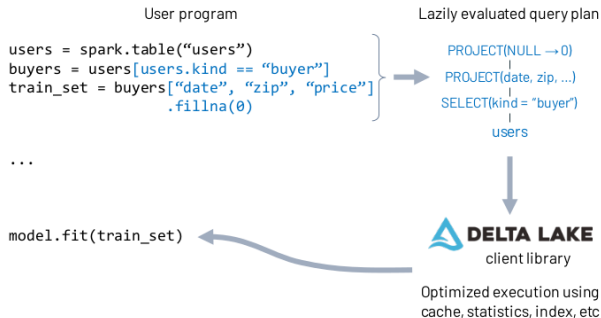 User program
users = spark.table(“users”)
buyers = users[users.kind == “buyer”]
train_set = buyers[“date”, “zip”, “price”]
.fillna(0)
...
model.fit(train_set)
Lazily evaluated query plan
PROJECT(NULL → 0)
PROJECT(date, zip, …)
SELECT(kind = “buyer”)
users
DELTA LAKE
client library
Optimized execution using
cache, statistics, index, etc